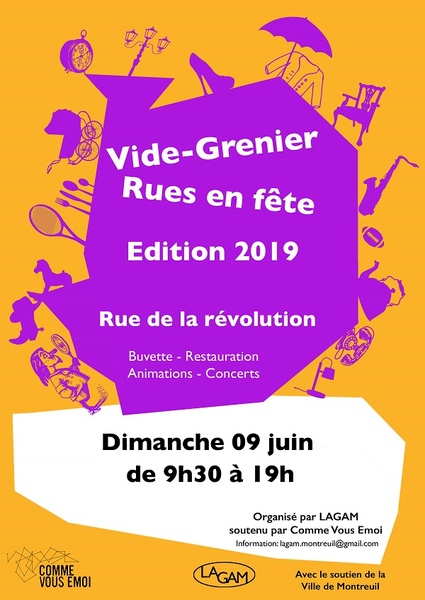 Vide-Grenier
Rues en fête
Edition 2019
Rue de la révolution
Buvette - Restauration
Animations - Concerts
Dimanche 09 juin
de 9h30 à 19h
Organisé par LAGAM
soutenu par Comme Vous Emoi
Information: lagam.montreuil@gmail.com
COMME
VOUS EMOI
LAGAM
Avec le soutien de la
Ville de Montreuil